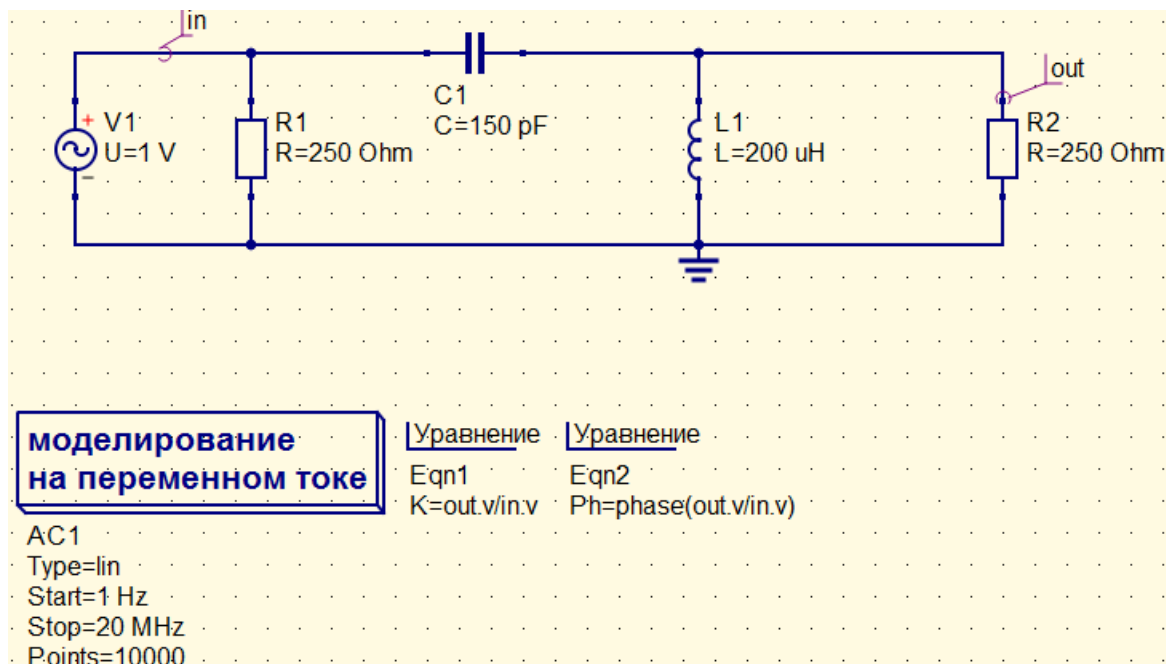 in
out
C1
C=150 pF
V1
U=1 V
R1
R=250 Ohm
L1
L=200 uH
R2
R=250 Ohm
моделирование
на переменном токе
Уравнение
Eqn1
K=out.v/in.v
Уравнение
Eqn2
Ph=phase(out.v/in.v)
AC1
Type=lin
Start=1 Hz
Stop=20 MHz
Points=10000